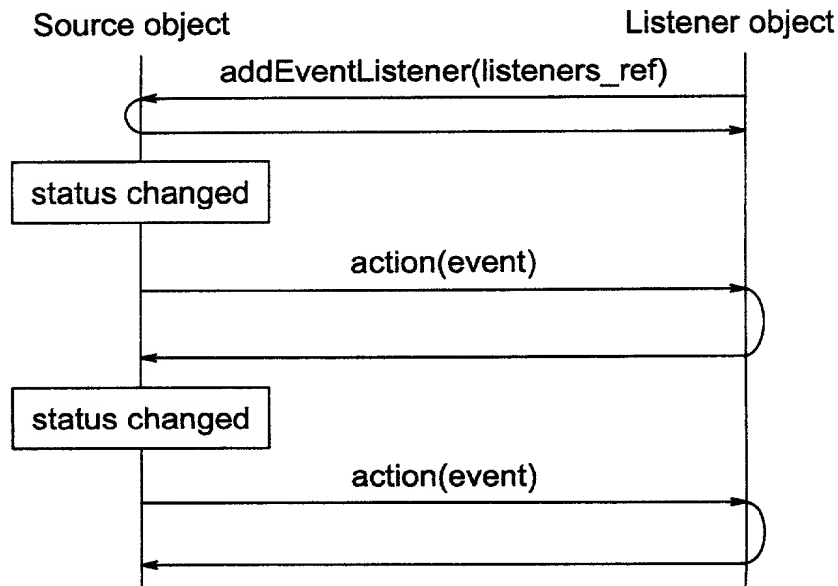 Source object
Listener object
addEventListener(listeners_ref)
status changed
action(event)
status changed
action(event)